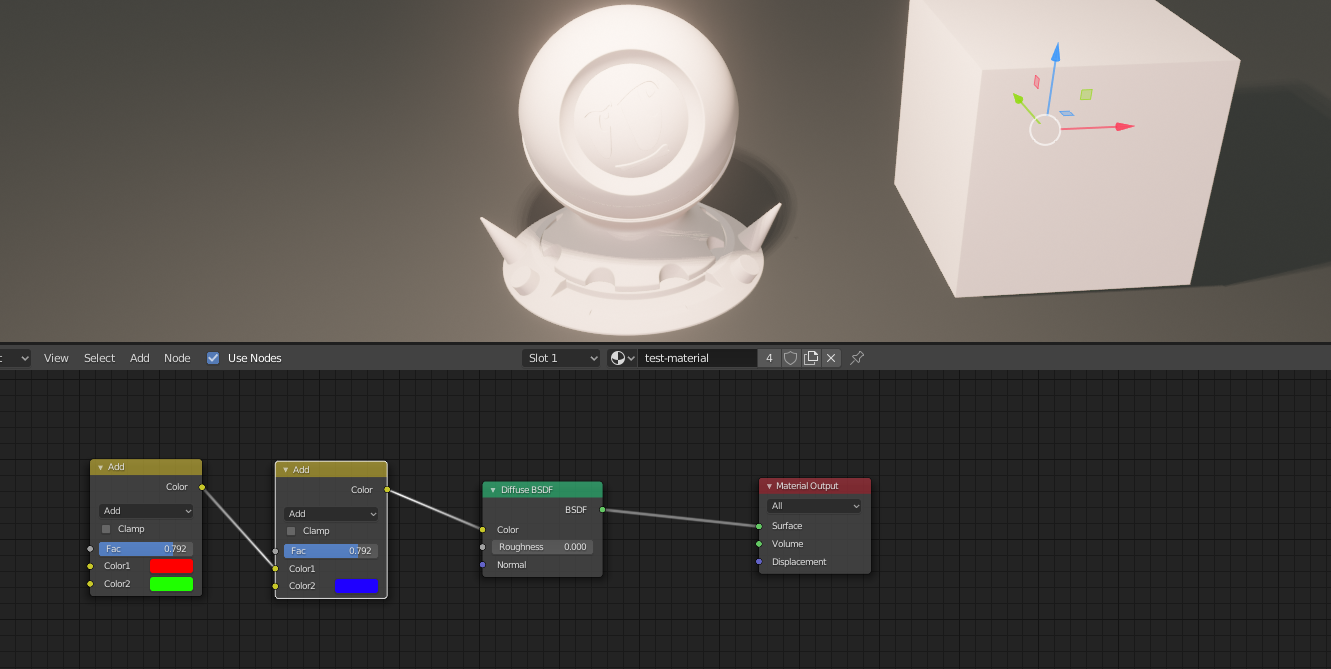 View Select Add Node Use Nodes Slot 1 test-material 4
Add
Color
Add
Clamp
Fac 0.792
Color1
Color2
Add
Color
Add
Clamp
Fac 0.792
Color1
Color2
Diffuse BSDF
BSDF
Color
Roughness 0.000
Normal
Material Output
All
Surface
Volume
Displacement